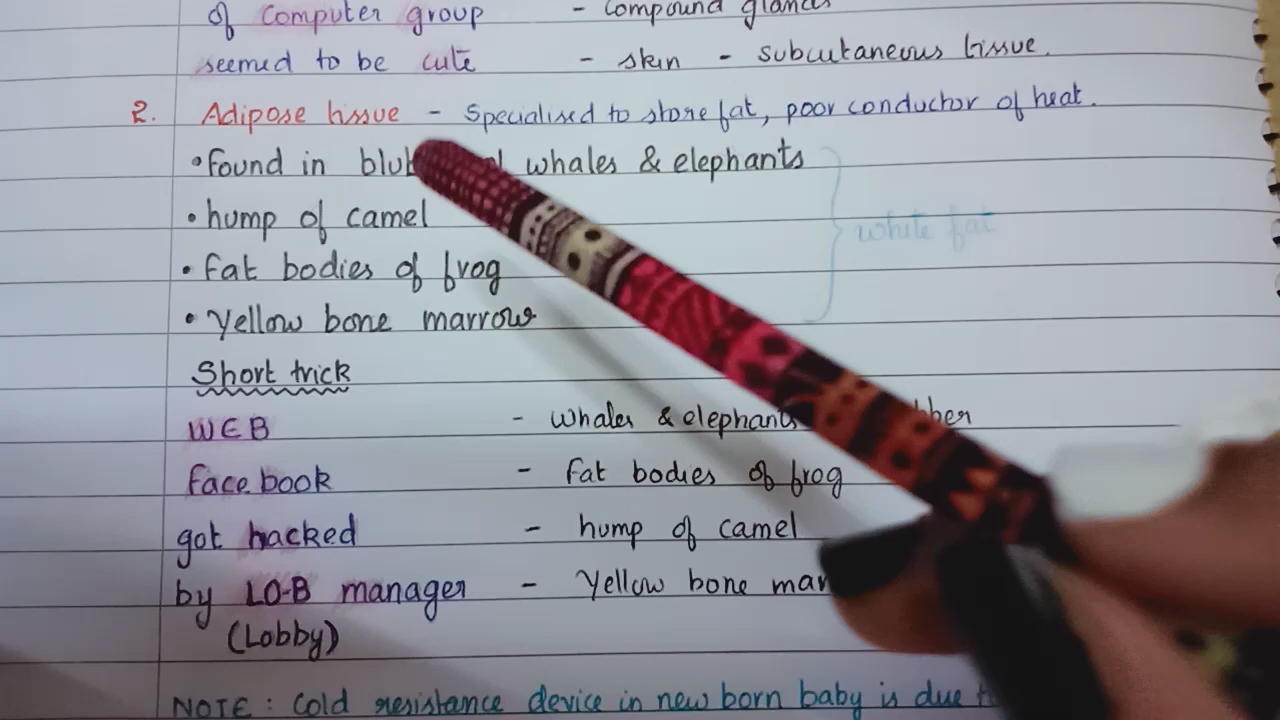 of computer group - compound glands
seemed to be cute - skin - subcutaneous tissue.
2. Adipose tissue - Specialised to store fat, poor conductor of heat.
• Found in whales & elephants
• hump of camel
white fat
• Fat bodies of frog
• Yellow bone marrow
Short trick
WEB - whales & elephants
facebook - Fat bodies of frog
got hacked - hump of camel
by LO-B manager - Yellow bone
(Lobby)
NOTE : Cold resistance device in new born baby is due